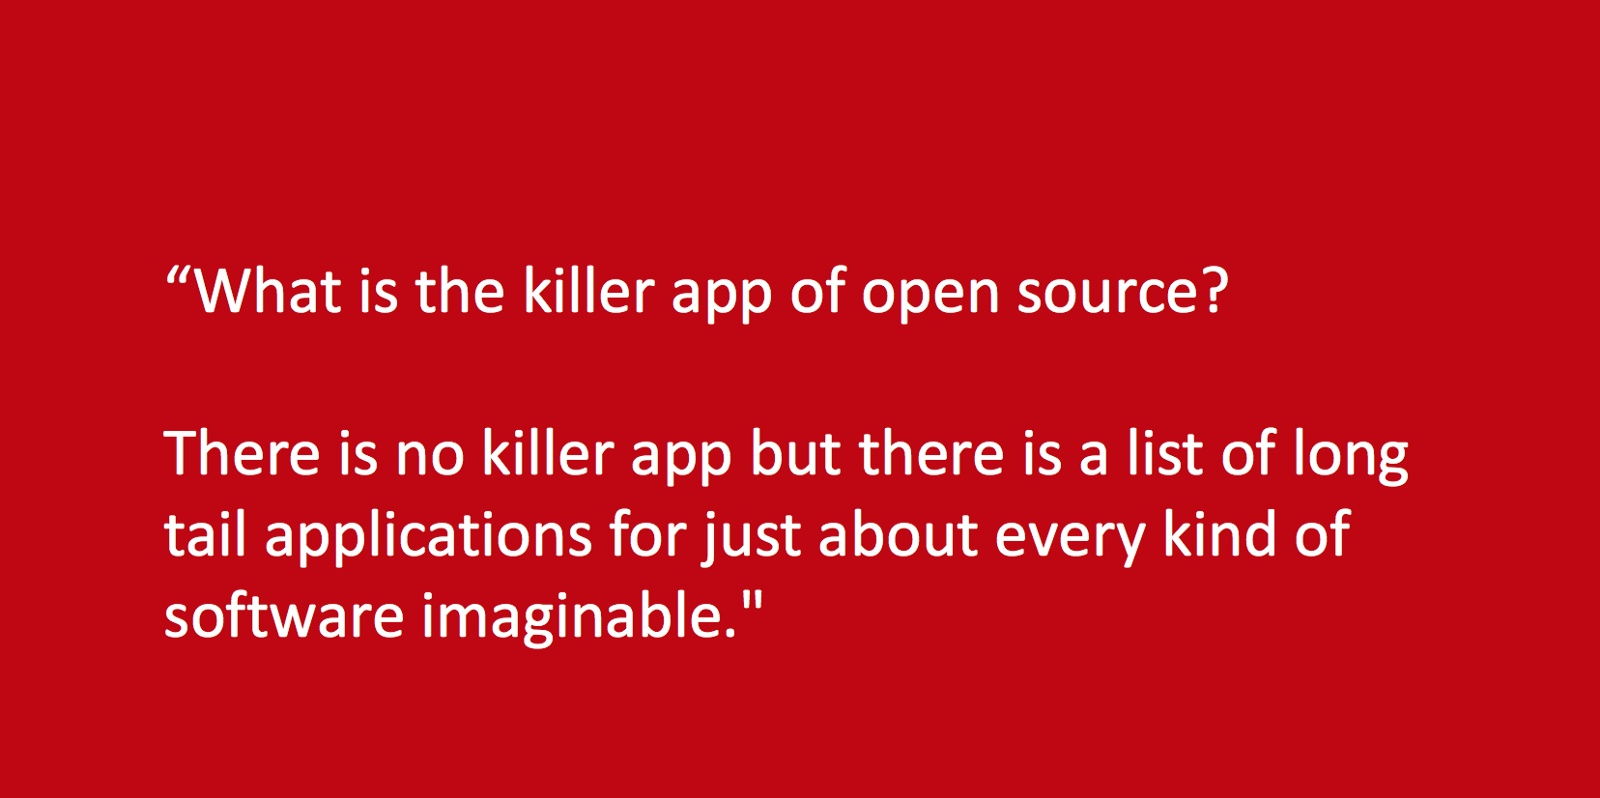 “What is the killer app of open source?
There is no killer app but there is a list of long
tail applications for just about every kind of
software imaginable."